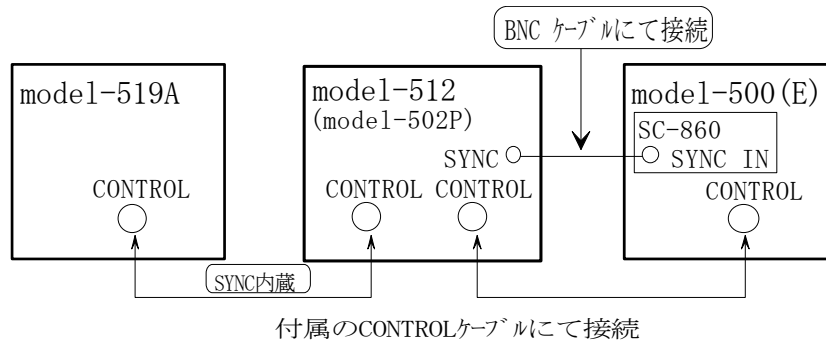 BNC ｹｰﾌﾞﾙにて接続
model-519A
model-512
(model-502P)
model-500(E)
SC-860
SYNC
SYNC IN
CONTROL
CONTROL
CONTROL
CONTROL
SYNC内蔵
付属のCONTROLｹｰﾌﾞﾙにて接続